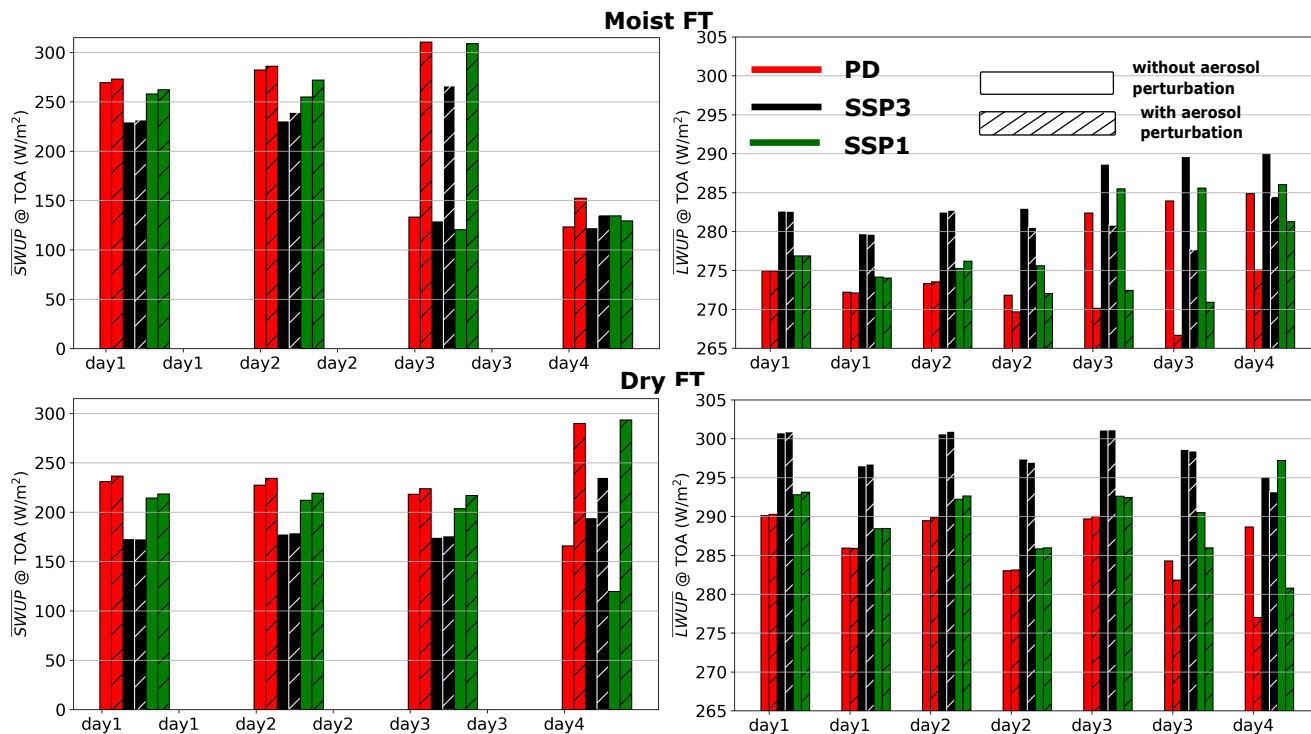 Moist FT
300
250
200
150
100
50
0
SWUP @ TOA (W/m²)
day1 day1 day2 day2 day3 day3 day4
305
300
295
290
285
280
275
270
265
LWUP @ TOA (W/m²)
PD
SSP3
SSP1
without aerosol
perturbation
with aerosol
perturbation
day1 day1 day2 day2 day3 day3 day4
Dry FT
300
250
200
150
100
50
0
SWUP @ TOA (W/m²)
day1 day1 day2 day2 day3 day3 day4
305
300
295
290
285
280
275
270
265
LWUP @ TOA (W/m²)
day1 day1 day2 day2 day3 day3 day4